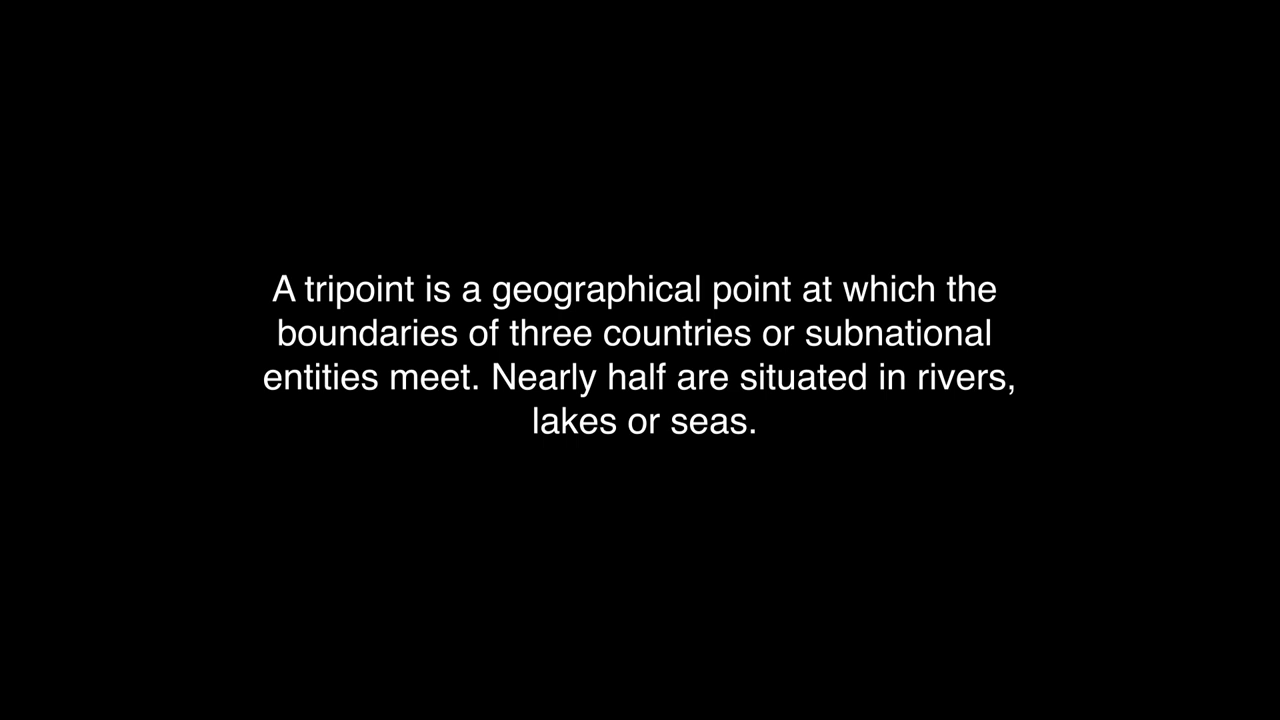 A tripoint is a geographical point at which the
boundaries of three countries or subnational
entities meet. Nearly half are situated in rivers,
lakes or seas.